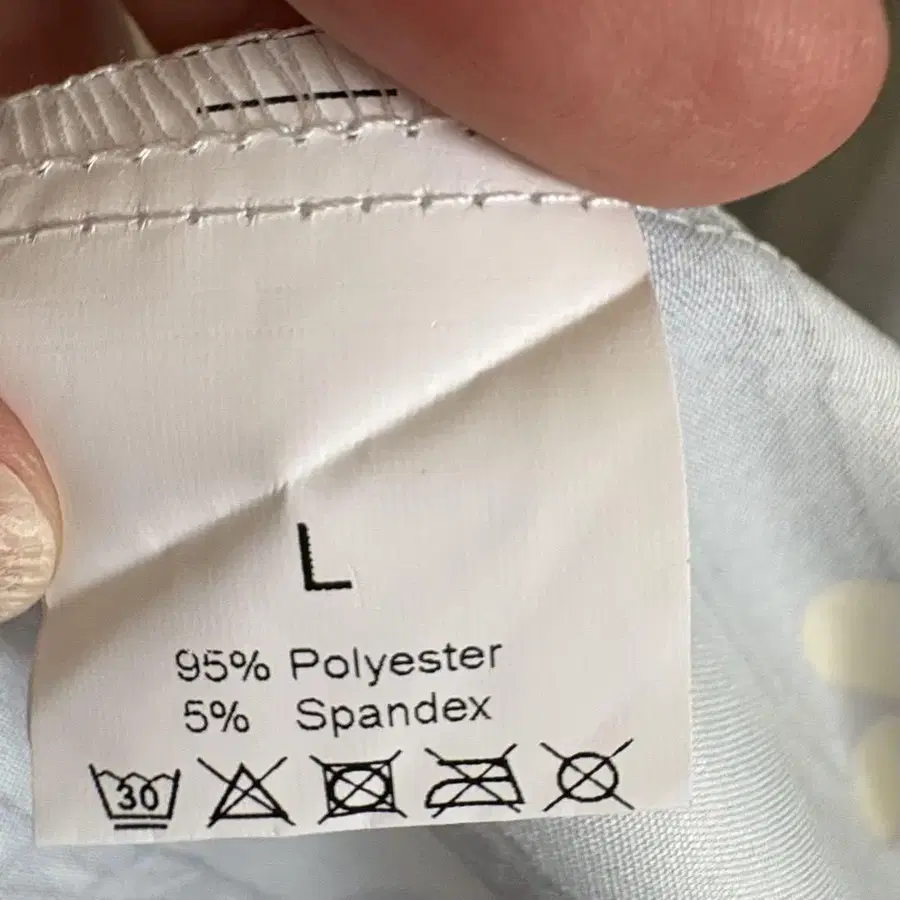 L
95% Polyester
5% Spandex
30